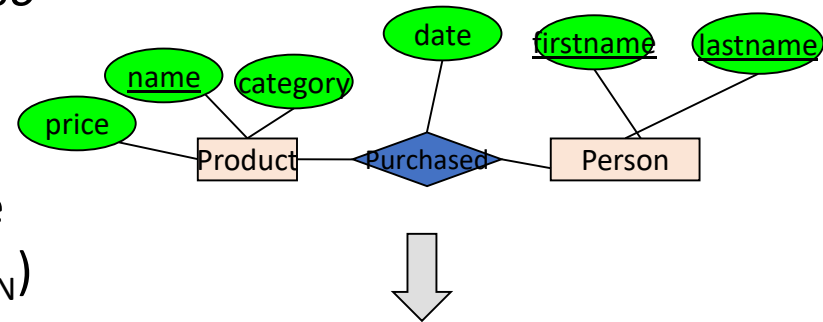 date
firstname
lastname
name
category
price
Product
Purchased
Person
N)